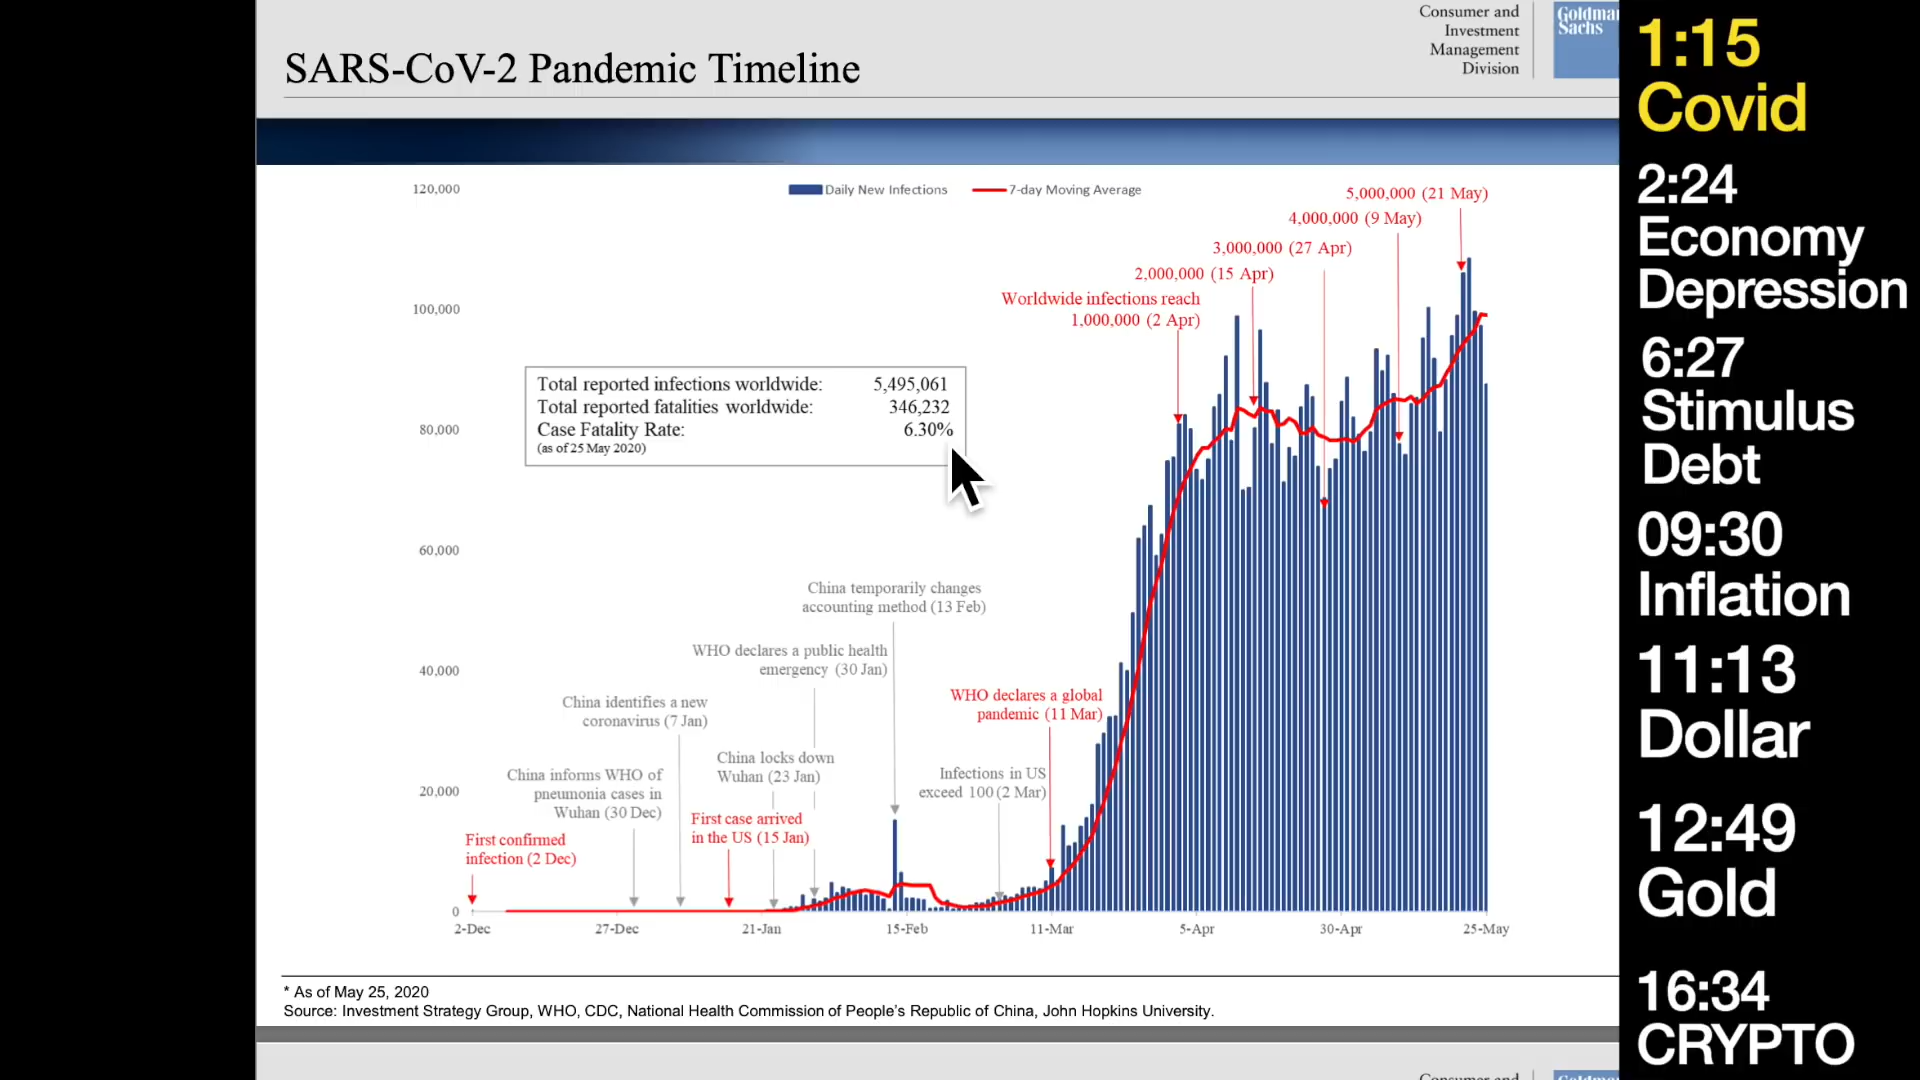 Consumer and
Investment
Management
Division
Goldma
Sachs
SARS-CoV-2 Pandemic Timeline
120,000
100,000
80,000
60,000
40,000
20,000
0
Daily New Infections
7-day Moving Average
5,000,000 (21 May)
4,000,000 (9 May)
3,000,000 (27 Apr)
2,000,000 (15 Apr)
Worldwide infections reach
1,000,000 (2 Apr)
Total reported infections worldwide: 5,495,061
Total reported fatalities worldwide: 346,232
Case Fatality Rate: 6.30%
(as of 25 May 2020)
China temporarily changes
accounting method (13 Feb)
WHO declares a public health
emergency (30 Jan)
China identifies a new
coronavirus (7 Jan)
WHO declares a global
pandemic (11 Mar)
China locks down
Wuhan (23 Jan)
China informs WHO of
pneumonia cases in
Wuhan (30 Dec)
Infections in US
exceed 100 (2 Mar)
First case arrived
in the US (15 Jan)
First confirmed
infection (2 Dec)
2-Dec
27-Dec
21-Jan
15-Feb
11-Mar
5-Apr
30-Apr
25-May
* As of May 25, 2020
Source: Investment Strategy Group, WHO, CDC, National Health Commission of People's Republic of China, John Hopkins University.
1:15
Covid
2:24
Economy
Depression
6:27
Stimulus
Debt
09:30
Inflation
11:13
Dollar
12:49
Gold
16:34
CRYPTO